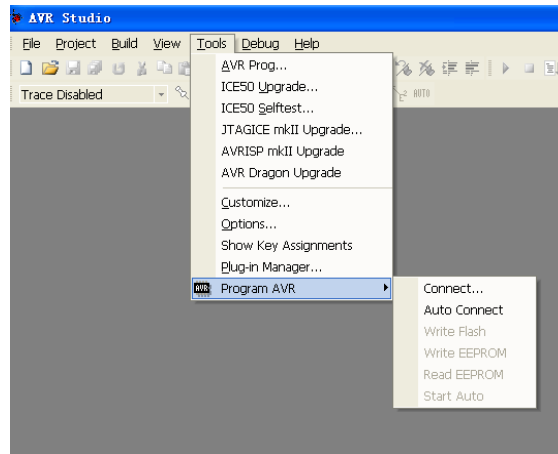 AVR Studio
File Project Build View Tools Debug Help
Trace Disabled
AUTO
AVR Prog...
ICE50 Upgrade...
ICE50 Selftest...
JTAGICE mkII Upgrade...
AVRISP mkII Upgrade
AVR Dragon Upgrade
Customize...
Options...
Show Key Assignments
Plug-in Manager...
AVR Program AVR
Connect...
Auto Connect
Write Flash
Write EEPROM
Read EEPROM
Start Auto